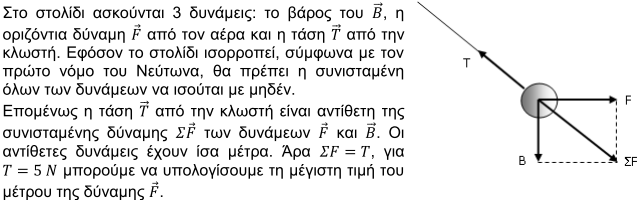 Στο στολίδι ασκούνται 3 δυνάμεις: το βάρος του B⃗, η
οριζόντια δύναμη F⃗ από τον αέρα και η τάση T⃗ από την
κλωστή. Εφόσον το στολίδι ισορροπεί, σύμφωνα με τον
πρώτο νόμο του Νεύτωνα, θα πρέπει η συνισταμένη
όλων των δυνάμεων να ισούται με μηδέν.
Επομένως η τάση T⃗ από την κλωστή είναι αντίθετη της
συνισταμένης δύναμης ΣF⃗ των δυνάμεων F⃗ και B⃗. Οι
αντίθετες δυνάμεις έχουν ίσα μέτρα. Άρα ΣF = T, για
T = 5 N μπορούμε να υπολογίσουμε τη μέγιστη τιμή του
μέτρου της δύναμης F⃗.
T
F
B
ΣF